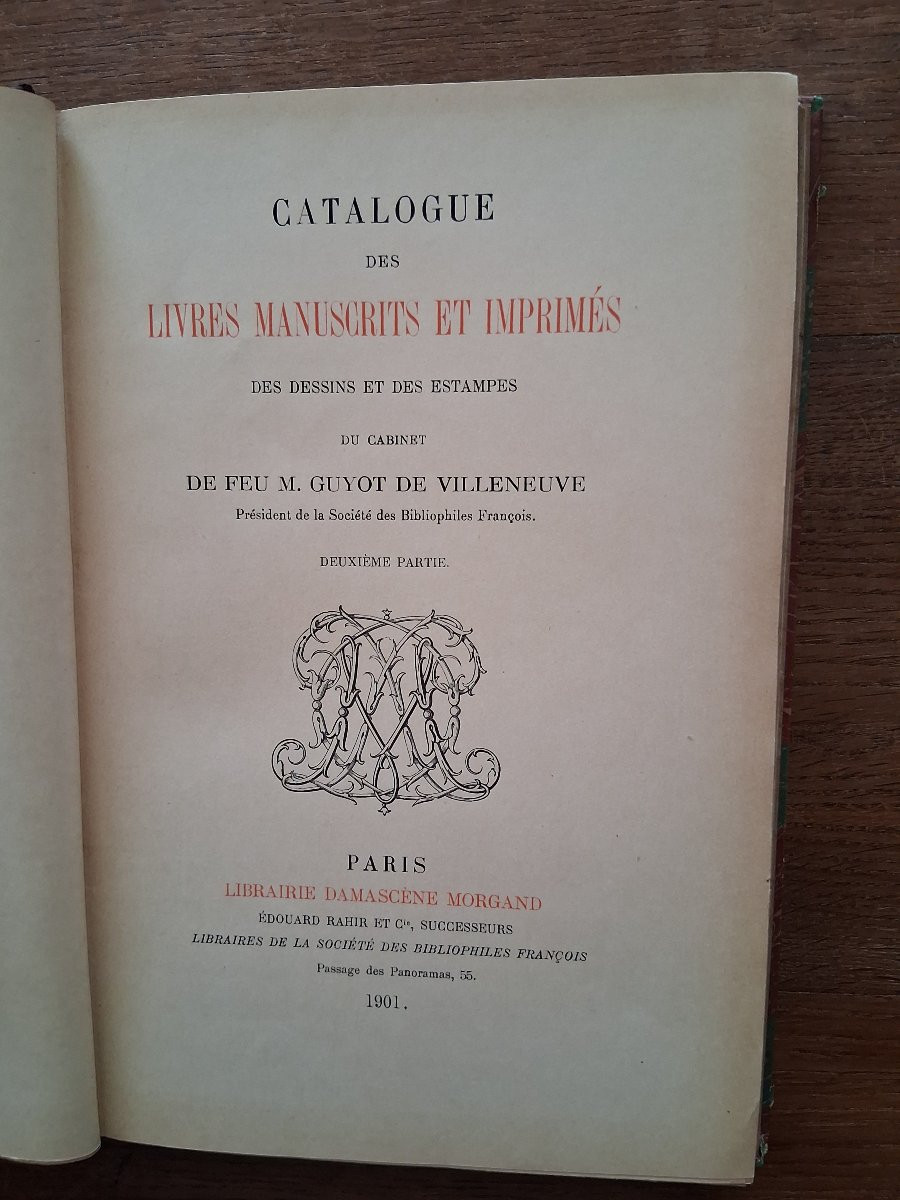 CATALOGUE
DES
LIVRES MANUSCRITS ET IMPRIMÉS
DES DESSINS ET DES ESTAMPES
DU CABINET
DE FEU M. GUYOT DE VILLENEUVE
Président de la Société des Bibliophiles François.
DEUXIÈME PARTIE.
PARIS
LIBRAIRIE DAMASCÈNE MORGAND
ÉDOUARD RAHIR ET Cie, SUCCESSEURS
LIBRAIRES DE LA SOCIÉTÉ DES BIBLIOPHILES FRANÇOIS
Passage des Panoramas, 55.
1901.